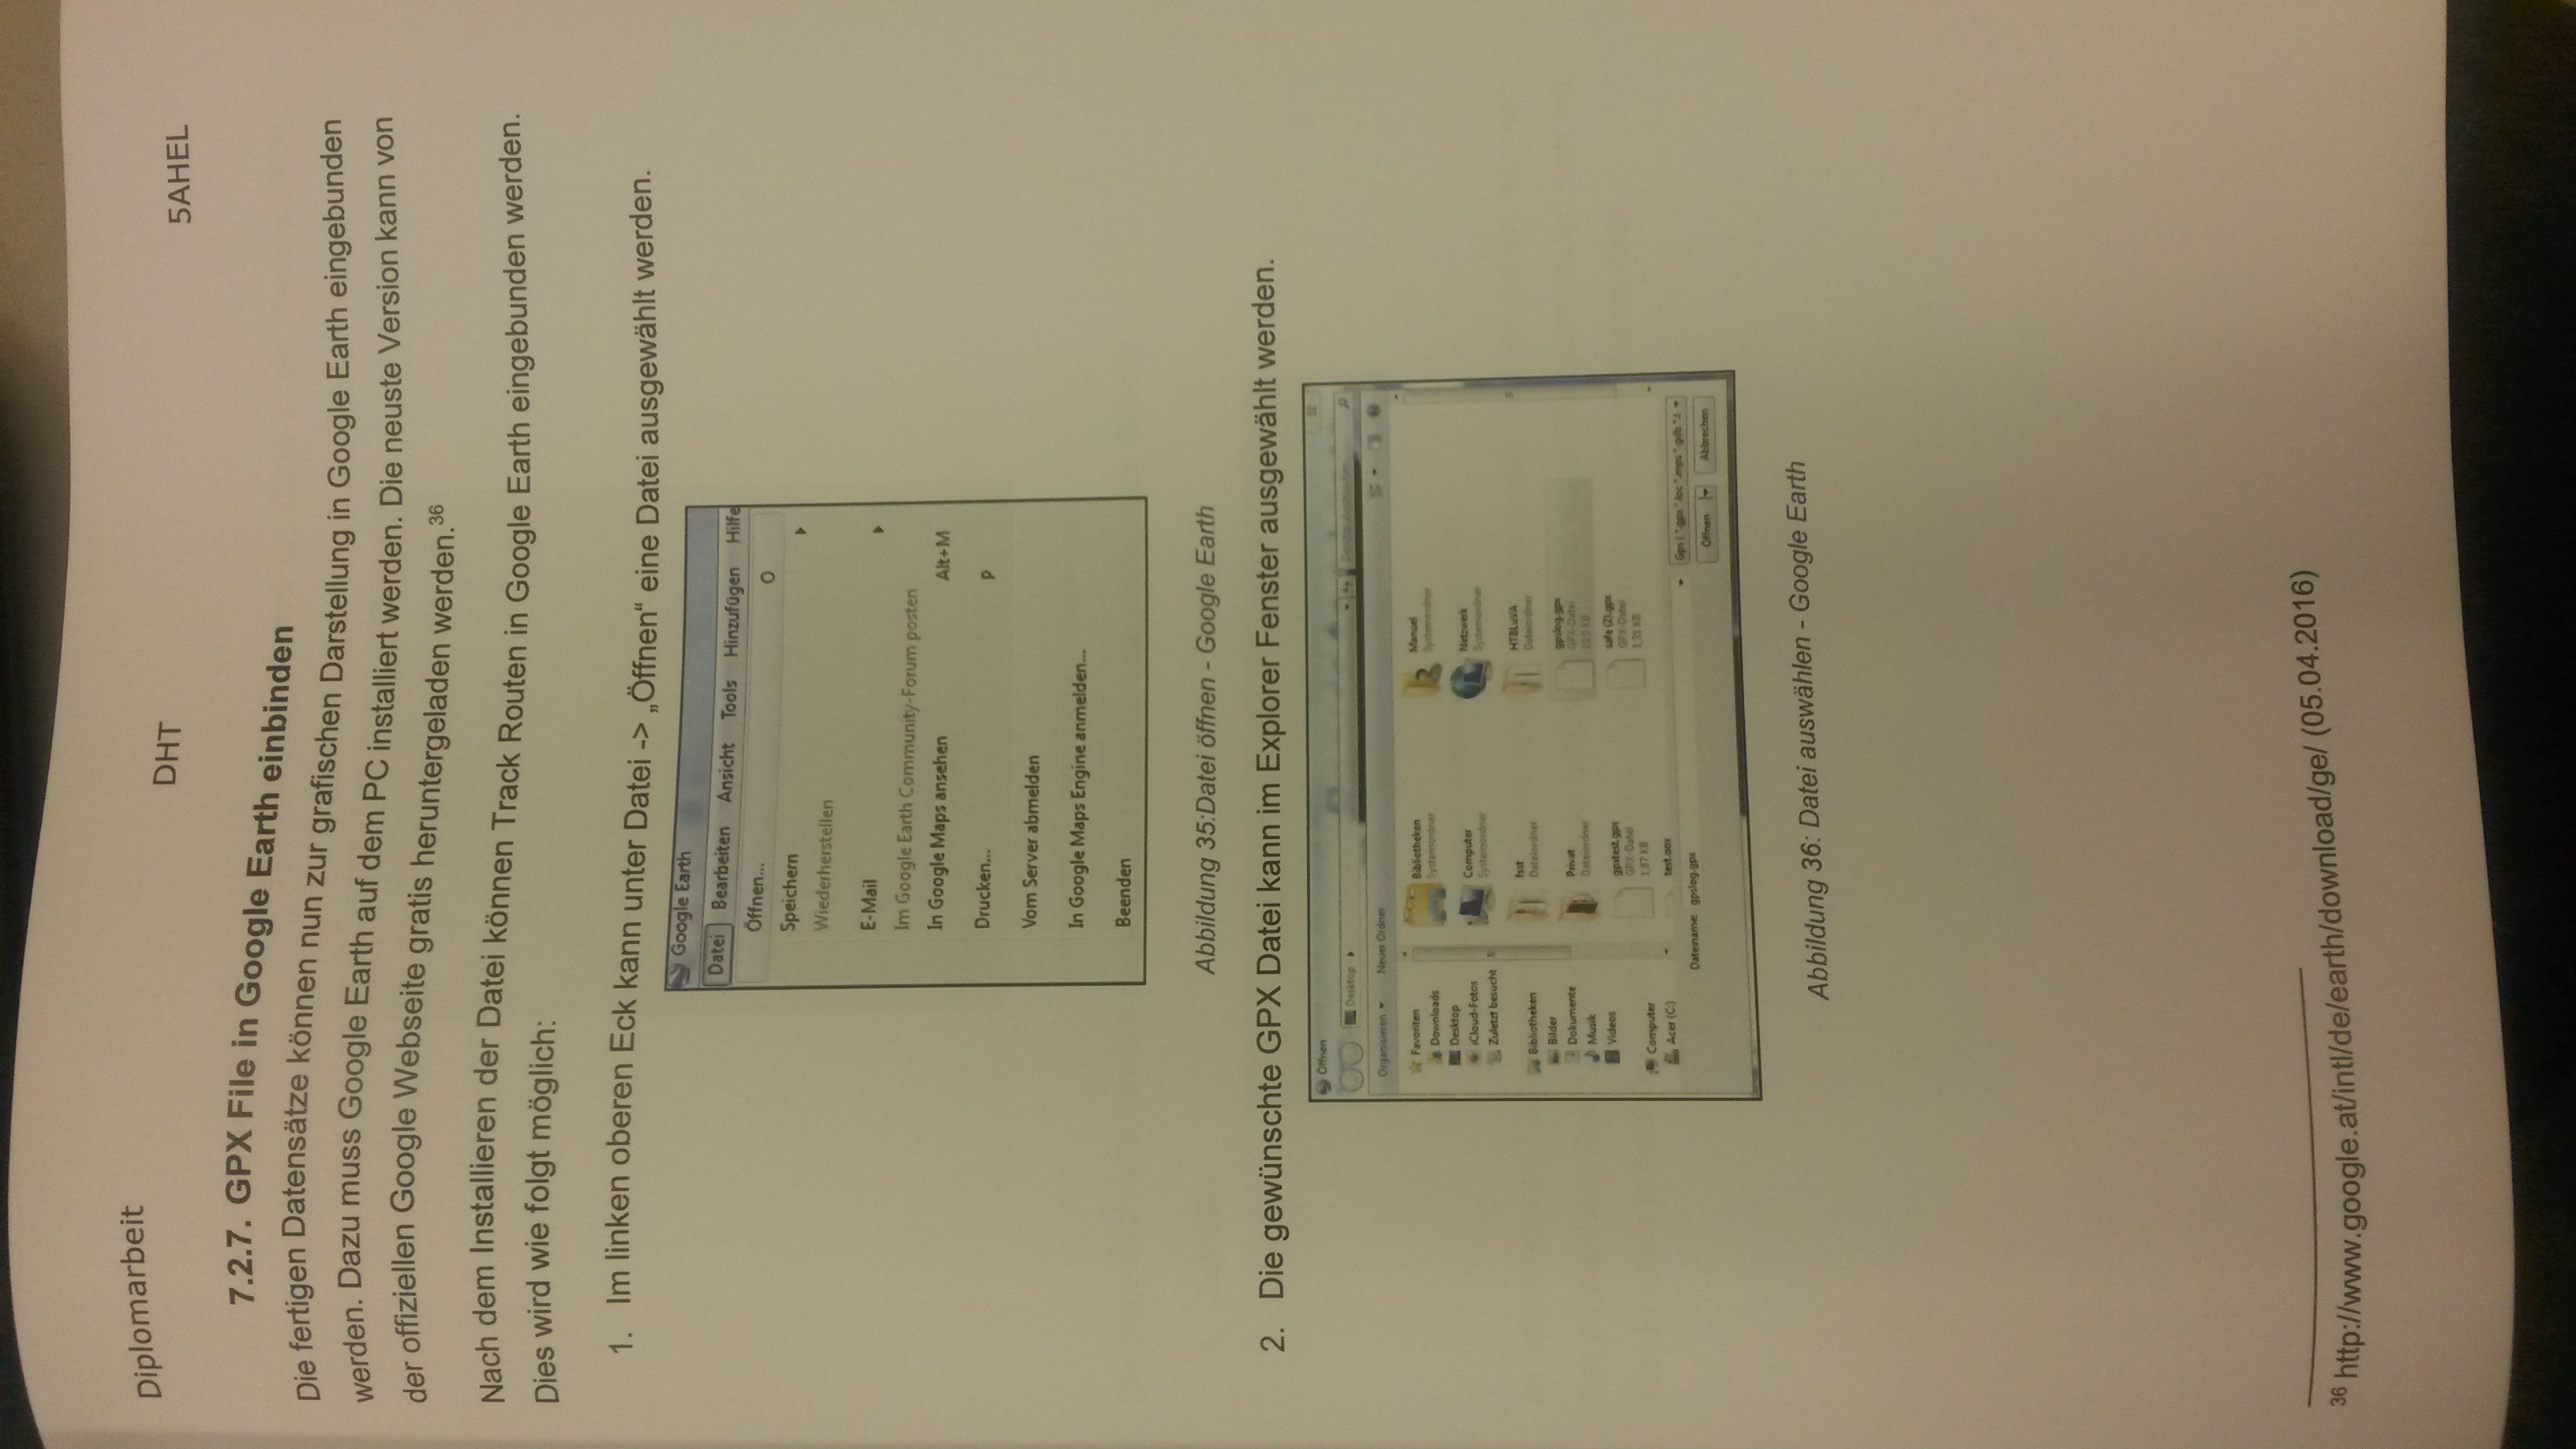 Diplomarbeit DHT 5AHEL
7.2.7. GPX File in Google Earth einbinden
Die fertigen Datensätze können nun zur grafischen Darstellung in Google Earth eingebunden
werden. Dazu muss Google Earth auf dem PC installiert werden. Die neuste Version kann von
der offiziellen Google Webseite gratis heruntergeladen werden.36
Nach dem Installieren der Datei können Track Routen in Google Earth eingebunden werden.
Dies wird wie folgt möglich:
1. Im linken oberen Eck kann unter Datei -> „Öffnen“ eine Datei ausgewählt werden.
Google Earth
Datei Bearbeiten Ansicht Tools Hinzufügen Hilfe
Öffnen... O
Speichern
Wiederherstellen
E-Mail
Im Google Earth Community-Forum posten
In Google Maps ansehen Alt+M
Drucken... P
Vom Server abmelden
In Google Maps Engine anmelden...
Beenden
Abbildung 35:Datei öffnen - Google Earth
2. Die gewünschte GPX Datei kann im Explorer Fenster ausgewählt werden.
Öffnen
Desktop
Organisieren Neuer Ordner
Favoriten
Downloads
Desktop
iCloud-Fotos
Zuletzt besucht
Bibliotheken
Bilder
Dokumente
Musik
Videos
Computer
Acer (C:)
Bibliotheken
Systemordner
Manuel
Systemordner
Computer
Systemordner
Netzwerk
Systemordner
fsst
Dateiordner
HTBLuVA
Dateiordner
Privat
Dateiordner
gpslog.gpx
GPX-Datei
gpstest.gpx
GPX-Datei
1,87 KB
safe (2).gpx
GPX-Datei
1,31 KB
Dateiname: gpslog.gpx
Öffnen Abbrechen
Abbildung 36: Datei auswählen - Google Earth
36 http://www.google.at/intl/de/earth/download/ge/ (05.04.2016)